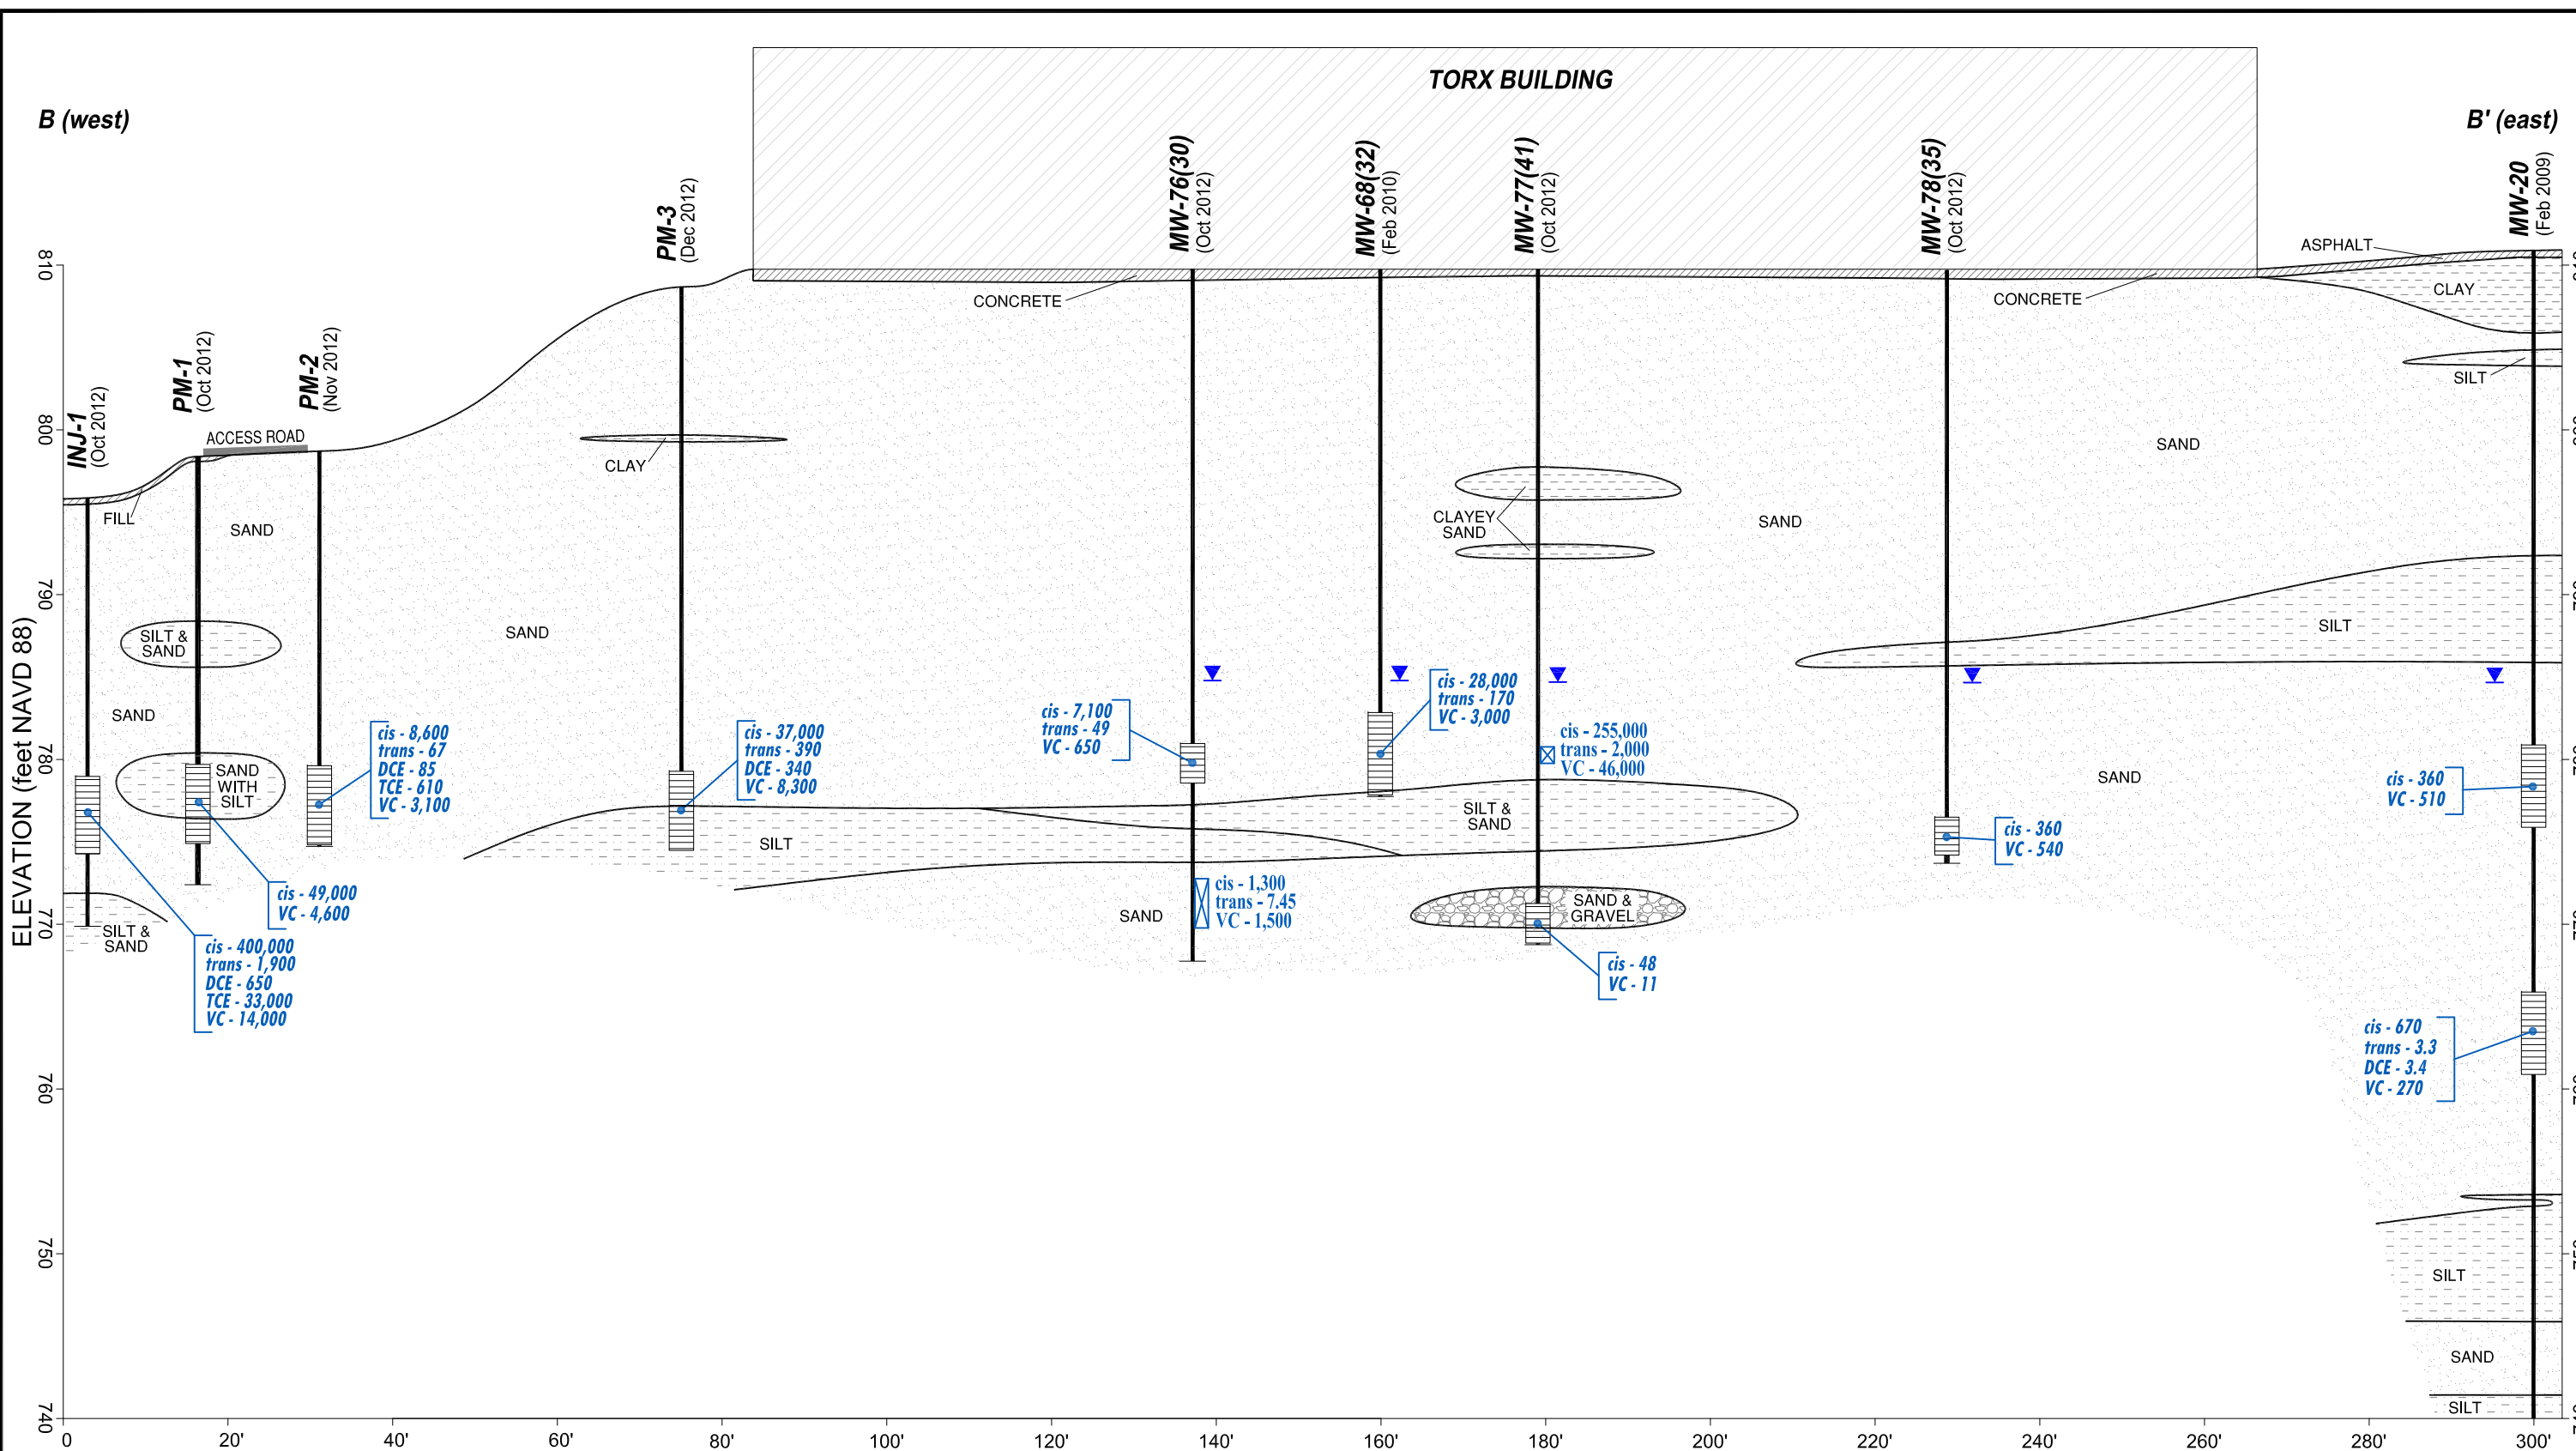 TORX BUILDING
B (west)
B' (east)
INJ-1
(Oct 2012)
PM-1
(Oct 2012)
PM-2
(Nov 2012)
PM-3
(Dec 2012)
MW-76(30)
(Oct 2012)
MW-68(32)
(Feb 2010)
MW-77(41)
(Oct 2012)
MW-78(35)
(Oct 2012)
MW-20
(Feb 2009)
ASPHALT
CLAY
CONCRETE
CONCRETE
SILT
ACCESS ROAD
CLAY
SAND
FILL
SAND
CLAYEY
SAND
SAND
SILT &
SAND
SAND
SILT
SAND
cis - 8,600
trans - 67
DCE - 85
TCE - 610
VC - 3,100
cis - 37,000
trans - 390
DCE - 340
VC - 8,300
cis - 7,100
trans - 49
VC - 650
cis - 28,000
trans - 170
VC - 3,000
cis - 255,000
trans - 2,000
VC - 46,000
SAND
WITH
SILT
SAND
cis - 360
VC - 510
SILT &
SAND
SILT
cis - 360
VC - 540
cis - 49,000
VC - 4,600
cis - 1,300
trans - 7.45
VC - 1,500
SAND
SAND &
GRAVEL
SILT &
SAND
cis - 400,000
trans - 1,900
DCE - 650
TCE - 33,000
VC - 14,000
cis - 48
VC - 11
cis - 670
trans - 3.3
DCE - 3.4
VC - 270
SILT
SAND
SILT
ELEVATION (feet NAVD 88)
810
800
790
780
770
760
750
740
0
20'
40'
60'
80'
100'
120'
140'
160'
180'
200'
220'
240'
260'
280'
300'